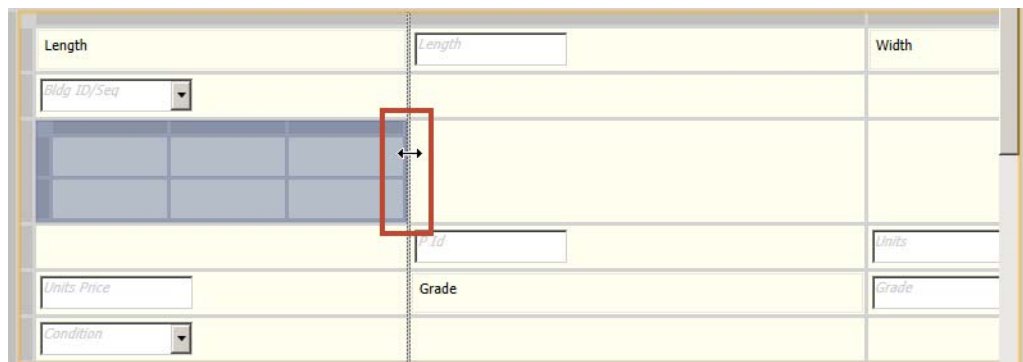 Length Length Width
Bldg ID/Seq
P Id Units
Units Price Grade Grade
Condition